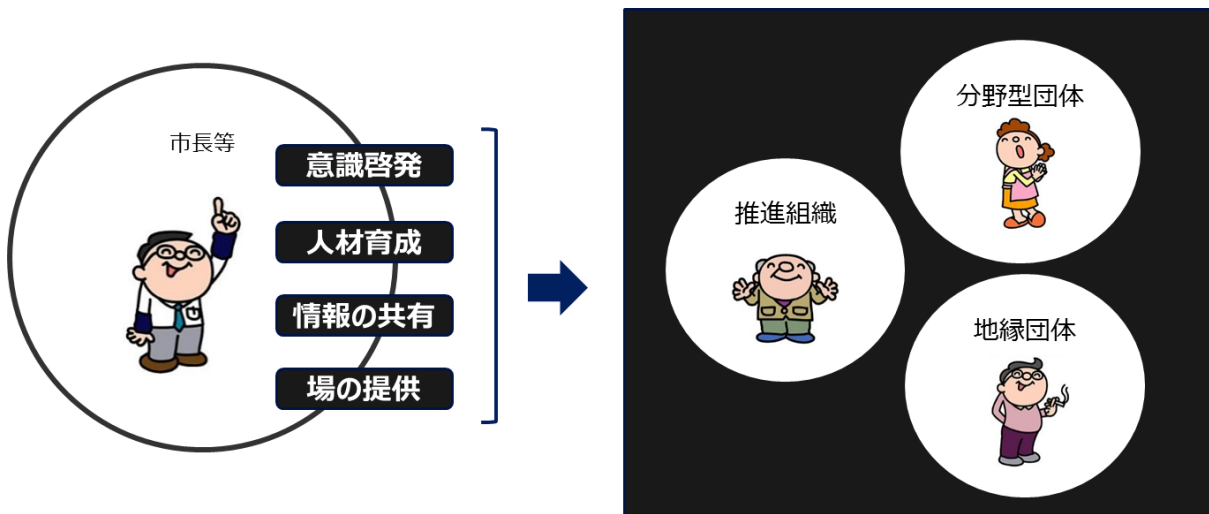 市長等
意識啓発
人材育成
情報の共有
場の提供
分野型団体
推進組織
地縁団体